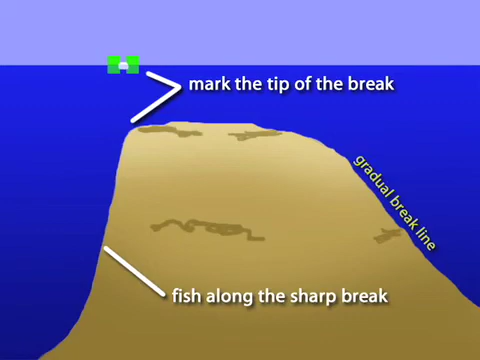 mark the tip of the break
gradual break line
fish along the sharp break